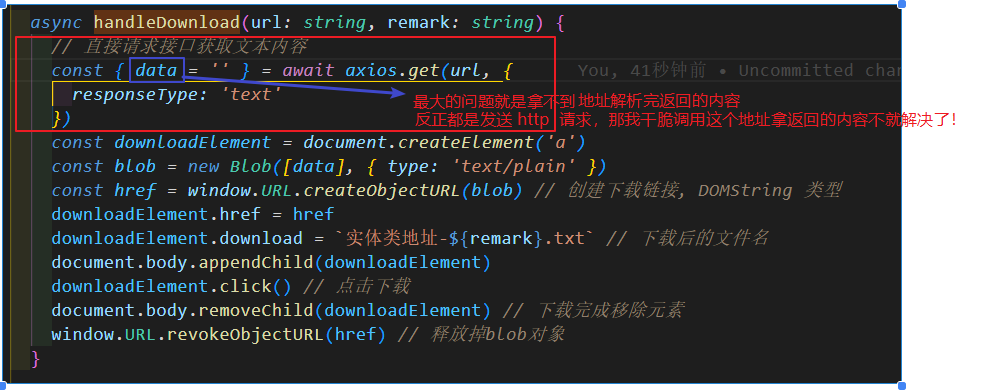 async handleDownload(url: string, remark: string) {
// 直接请求接口获取文本内容
const { data = '' } = await axios.get(url, {    You, 41秒钟前 • Uncommitted chan
responseType: 'text'
最大的问题就是拿不到 地址解析完返回的内容
})
反正都是发送 http 请求，那我干脆调用这个地址拿返回的内容不就解决了！
const downloadElement = document.createElement('a')
const blob = new Blob([data], { type: 'text/plain' })
const href = window.URL.createObjectURL(blob) // 创建下载链接, DOMString 类型
downloadElement.href = href
downloadElement.download = `实体类地址-${remark}.txt` // 下载后的文件名
document.body.appendChild(downloadElement)
downloadElement.click() // 点击下载
document.body.removeChild(downloadElement) // 下载完成移除元素
window.URL.revokeObjectURL(href) // 释放掉blob对象
}